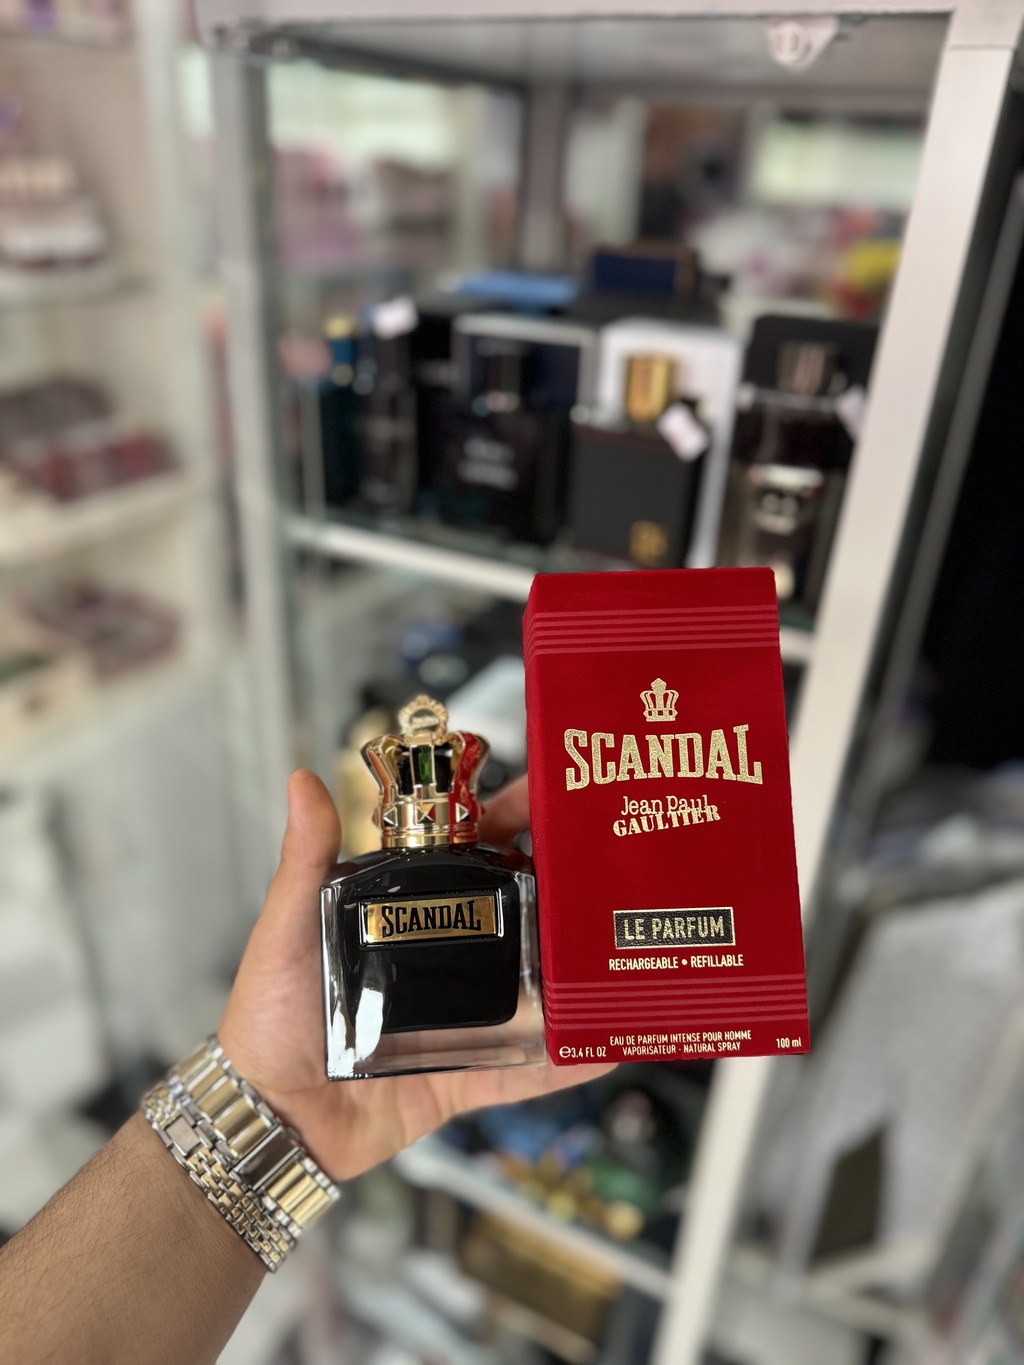 SCANDAL
SCANDAL
Jean Paul
GAULTIER
LE PARFUM
RECHARGEABLE • REFILLABLE
EAU DE PARFUM INTENSE POUR HOMME
VAPORISATEUR - NATURAL SPRAY
℮3.4 FL OZ
100 ml